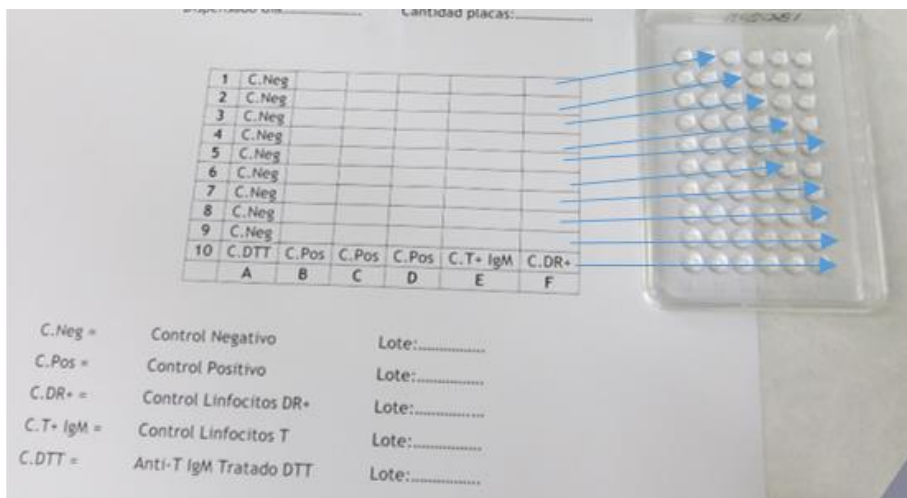 Cantidad placas:
1 C.Neg
2 C.Neg
3 C.Neg
4 C.Neg
5 C.Neg
6 C.Neg
7 C.Neg
8 C.Neg
9 C.Neg
10 C.DTT C.Pos C.Pos C.Pos C.T+ IgM C.DR+
A B C D E F
C.Neg = Control Negativo Lote:................
C.Pos = Control Positivo Lote:................
C.DR+ = Control Linfocitos DR+ Lote:................
C.T+ IgM = Control Linfocitos T Lote:................
C.DTT = Anti-T IgM Tratado DTT Lote:................